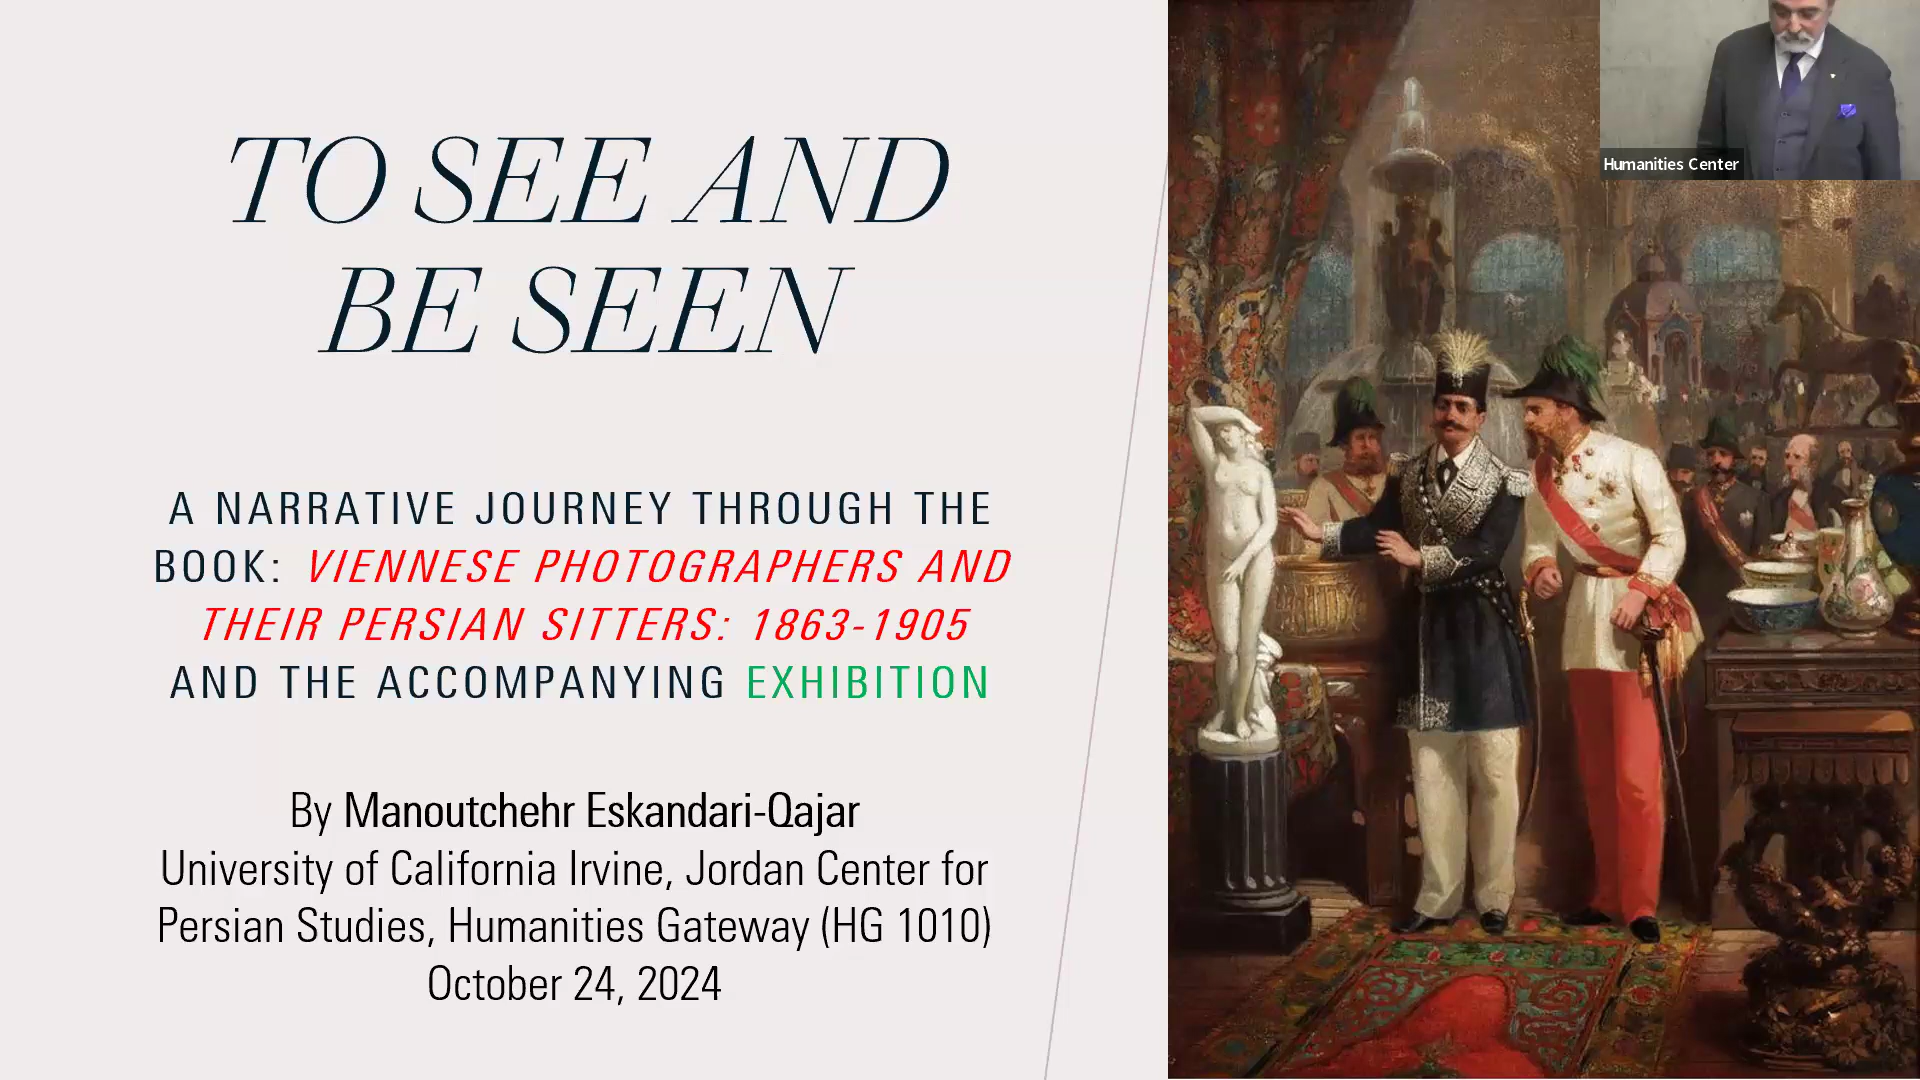 TO SEE AND
BE SEEN
A NARRATIVE JOURNEY THROUGH THE
BOOK: VIENNESE PHOTOGRAPHERS AND
THEIR PERSIAN SITTERS: 1863-1905
AND THE ACCOMPANYING EXHIBITION
By Manoutchehr Eskandari-Qajar
University of California Irvine, Jordan Center for
Persian Studies, Humanities Gateway (HG 1010)
October 24, 2024
Humanities Center